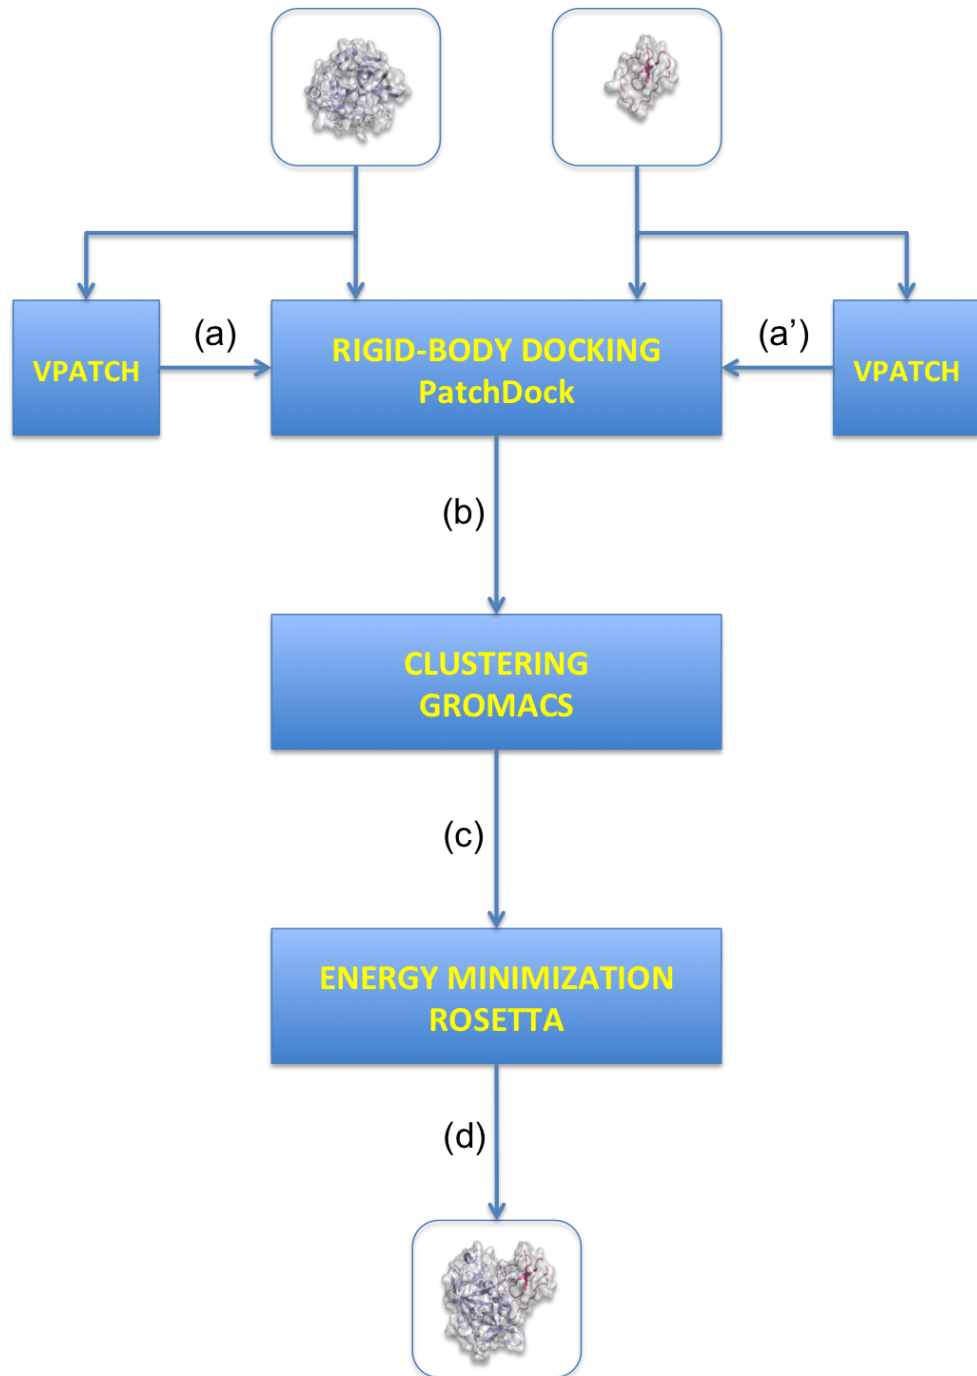 VPATCH
(a)
RIGID-BODY DOCKING
PatchDock
(a’)
VPATCH
(b)
CLUSTERING
GROMACS
(c)
ENERGY MINIMIZATION
ROSETTA
(d)